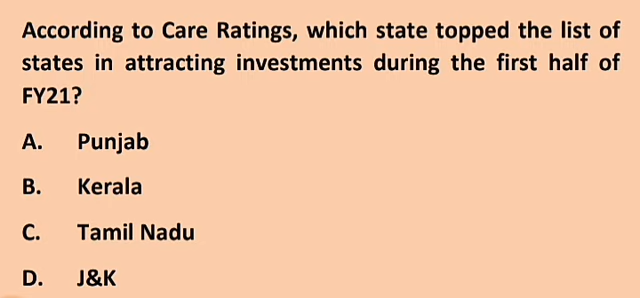 According to Care Ratings, which state topped the list of
states in attracting investments during the first half of
FY21?
A. Punjab
B. Kerala
C. Tamil Nadu
D. J&K